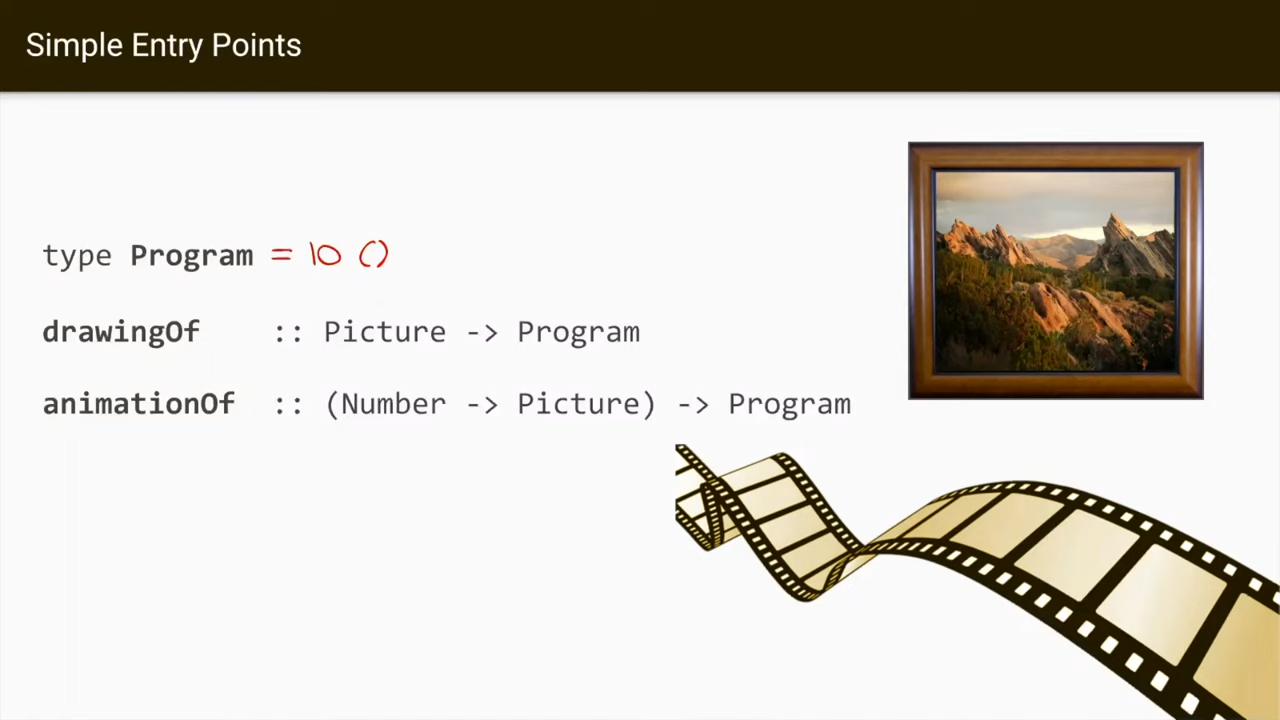 Simple Entry Points
type Program = IO ()
drawingOf :: Picture -> Program
animationOf :: (Number -> Picture) -> Program